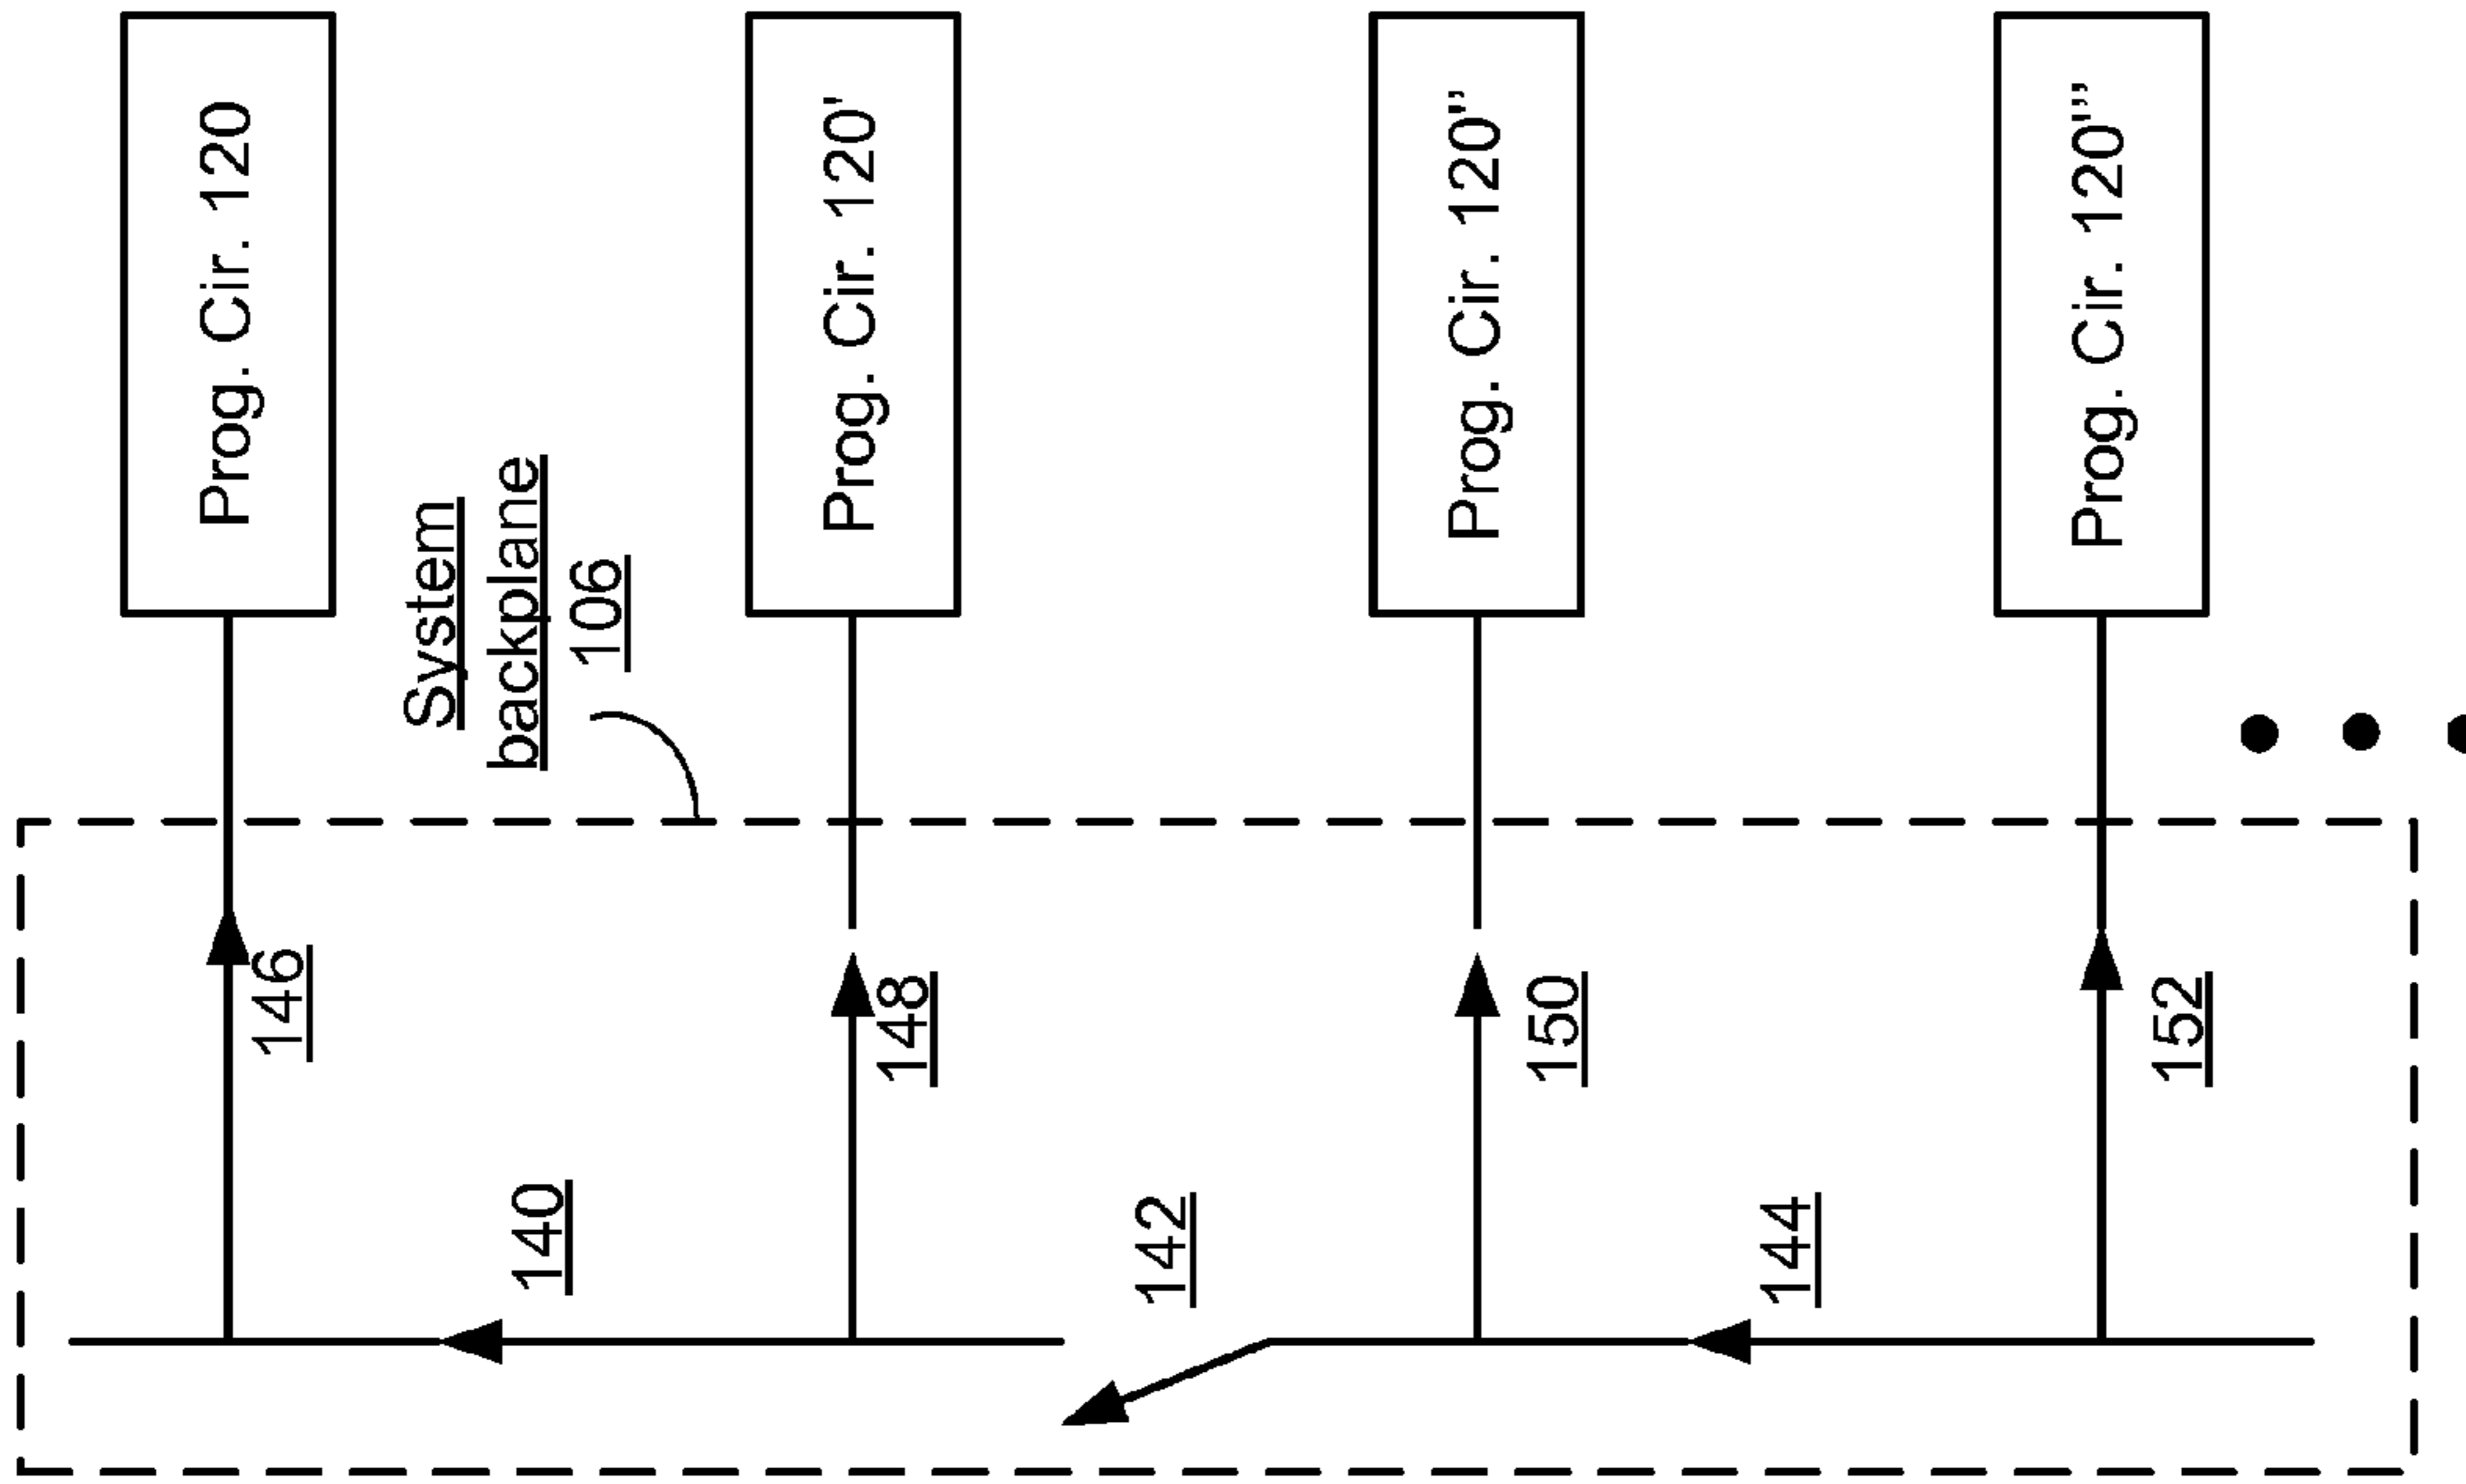 Prog. Cir. 120
System
backplane
106
Prog. Cir. 120'
Prog. Cir. 120”
Prog. Cir. 120”’
146
148
150
152
140
142
144